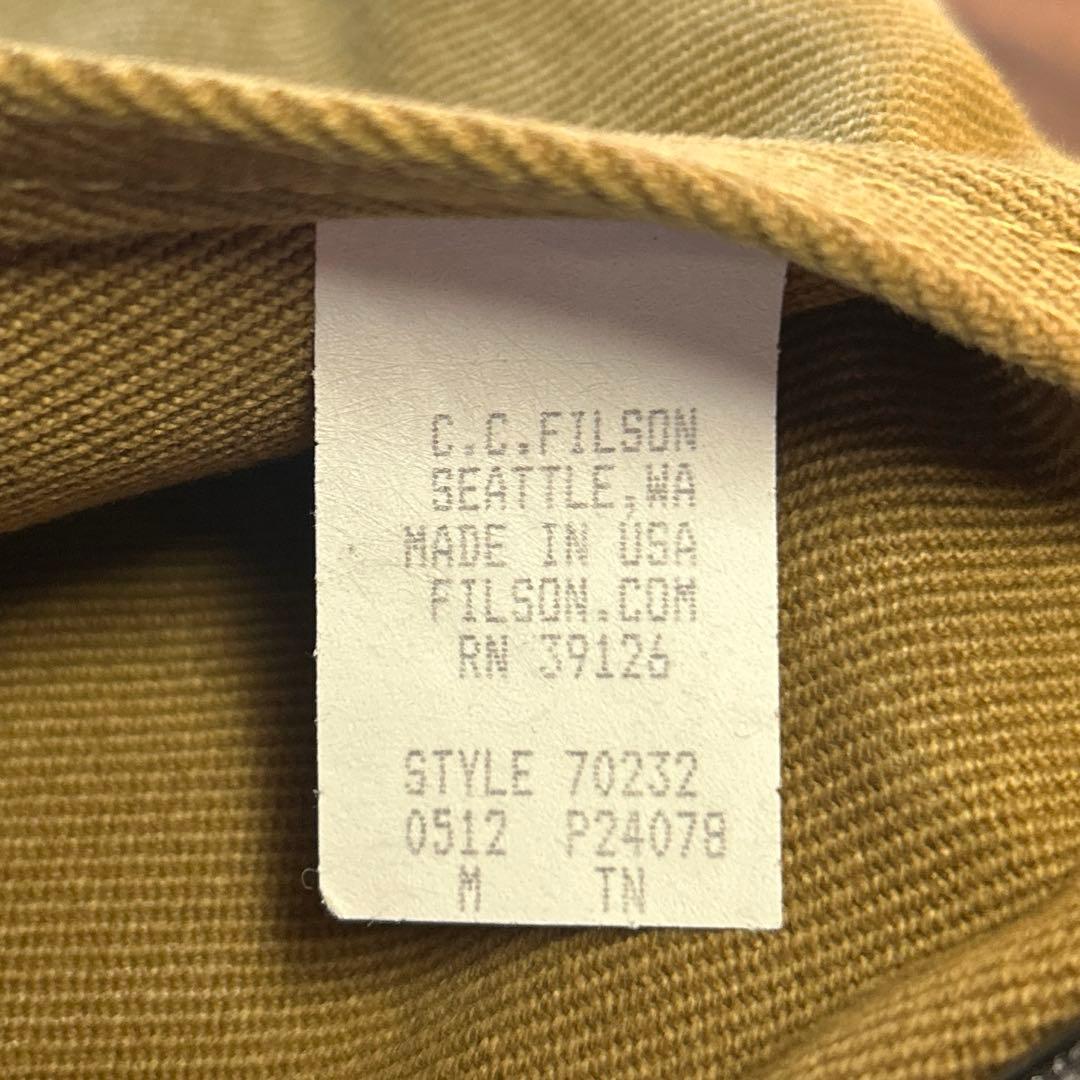 C.C.FILSON
SEATTLE,WA
MADE IN USA
FILSON.COM
RN 39126
STYLE 70232
0512 P24078
M TN